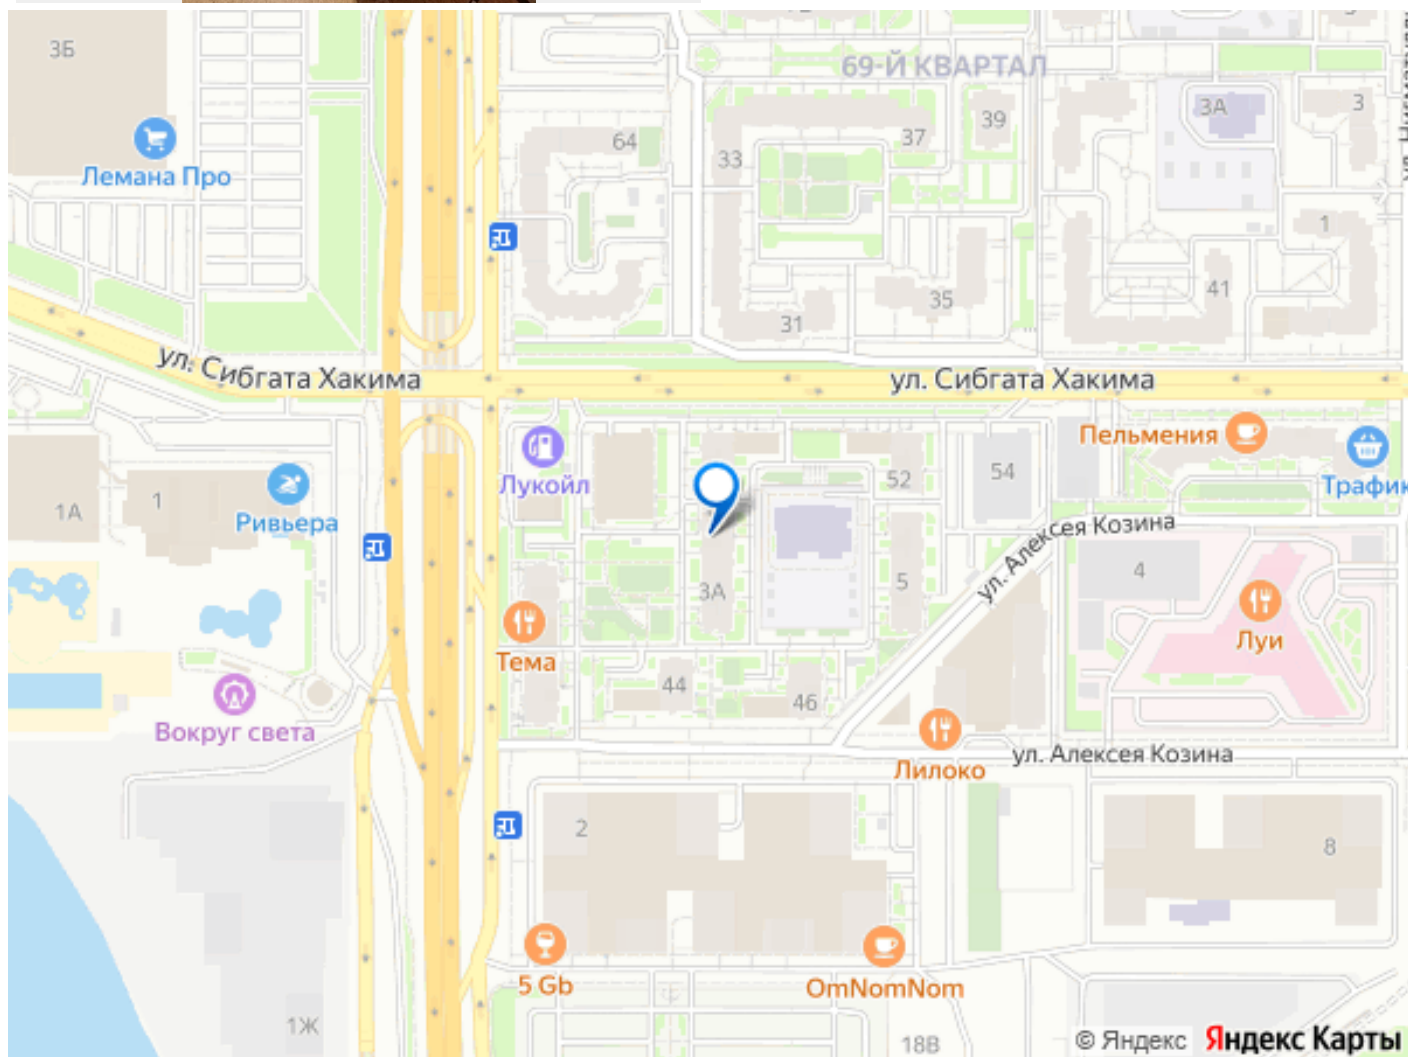 3Б
69-Й КВАРТАЛ
3А
3
39
37
64
33
Лемана Про
1
41
35
31
ул. Сибгата Хакима
ул. Сибгата Хакима
Пельмения
Лукойл
52
54
Трафик
1А
1
Ривьера
ул. Алексея Козина
3А
5
4
Тема
Луи
44
46
Вокруг света
Лилоко
ул. Алексея Козина
2
8
5 Gb
OmNomNom
1Ж
18В
© Яндекс Яндекс Карты